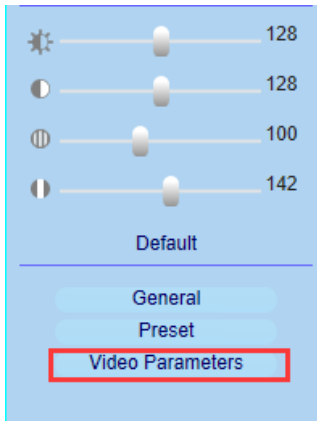 128
128
100
142
Default
General
Preset
Video Parameters